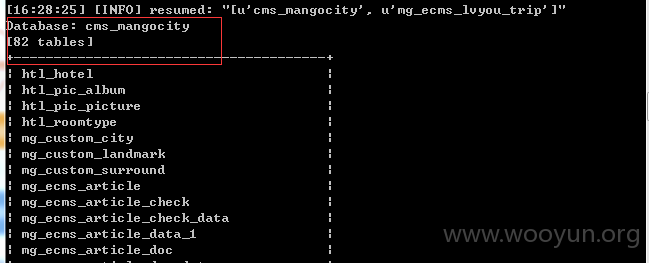 [16:28:25] [INFO] resumed: "[u'cms_mangocity', u'mg_ecms_lvyou_trip']"
Database: cms_mangocity
[82 tables]
+---------------------------------------+
| htl_hotel |
| htl_pic_album |
| htl_pic_picture |
| htl_roomtype |
| mg_custom_city |
| mg_custom_landmark |
| mg_custom_surround |
| mg_ecms_article |
| mg_ecms_article_check |
| mg_ecms_article_check_data |
| mg_ecms_article_data_1 |
| mg_ecms_article_doc |
www.wooyun.org